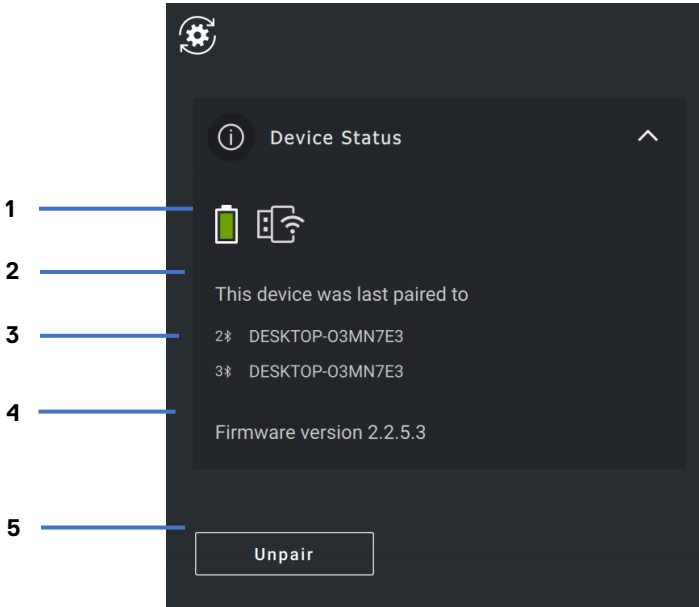 Device Status
1
2
This device was last paired to
3
2 DESKTOP-O3MN7E3
3 DESKTOP-O3MN7E3
4
Firmware version 2.2.5.3
5
Unpair